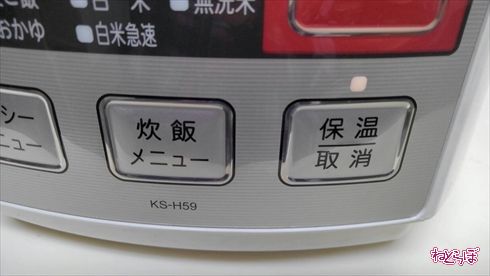 ■白米
■無洗米
おかゆ
■白米急速
シー
ニュー
炊飯
メニュー
保温
取消
KS-H59
ねとらぼ